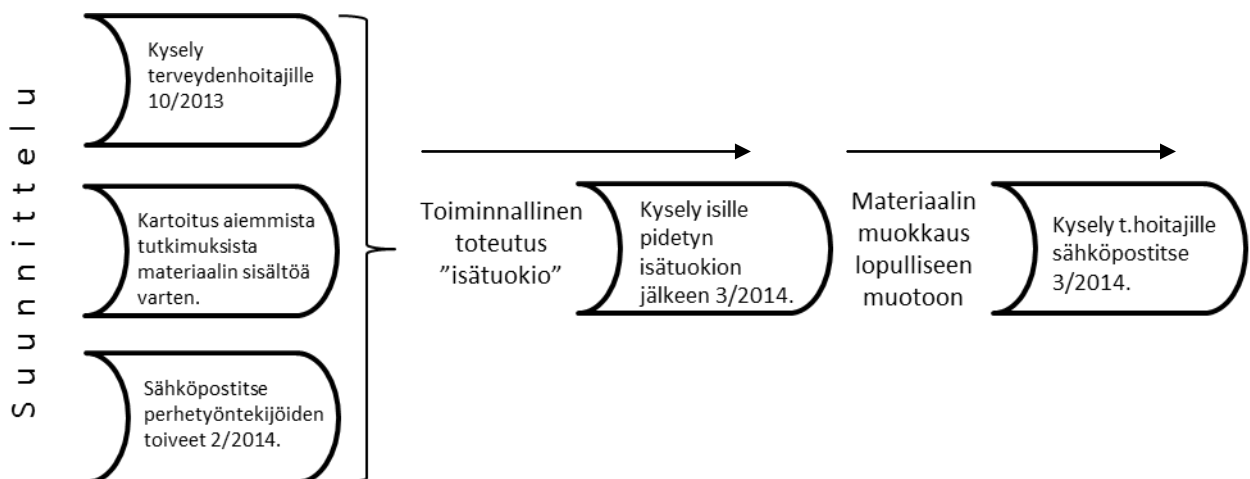 Suunnittelu
Kysely
terveydenhoitajille
10/2013
Kartoitus aiemmista
tutkimuksista
materiaalin sisältöä
varten.
Sähköpostitse
perhetyöntekijöiden
toiveet 2/2014.
Toiminnallinen
toteutus
”isätuokio”
Kysely isille
pidetyn
isätuokion
jälkeen 3/2014.
Materiaalin
muokkaus
lopulliseen
muotoon
Kysely t.hoitajille
sähköpostitse
3/2014.